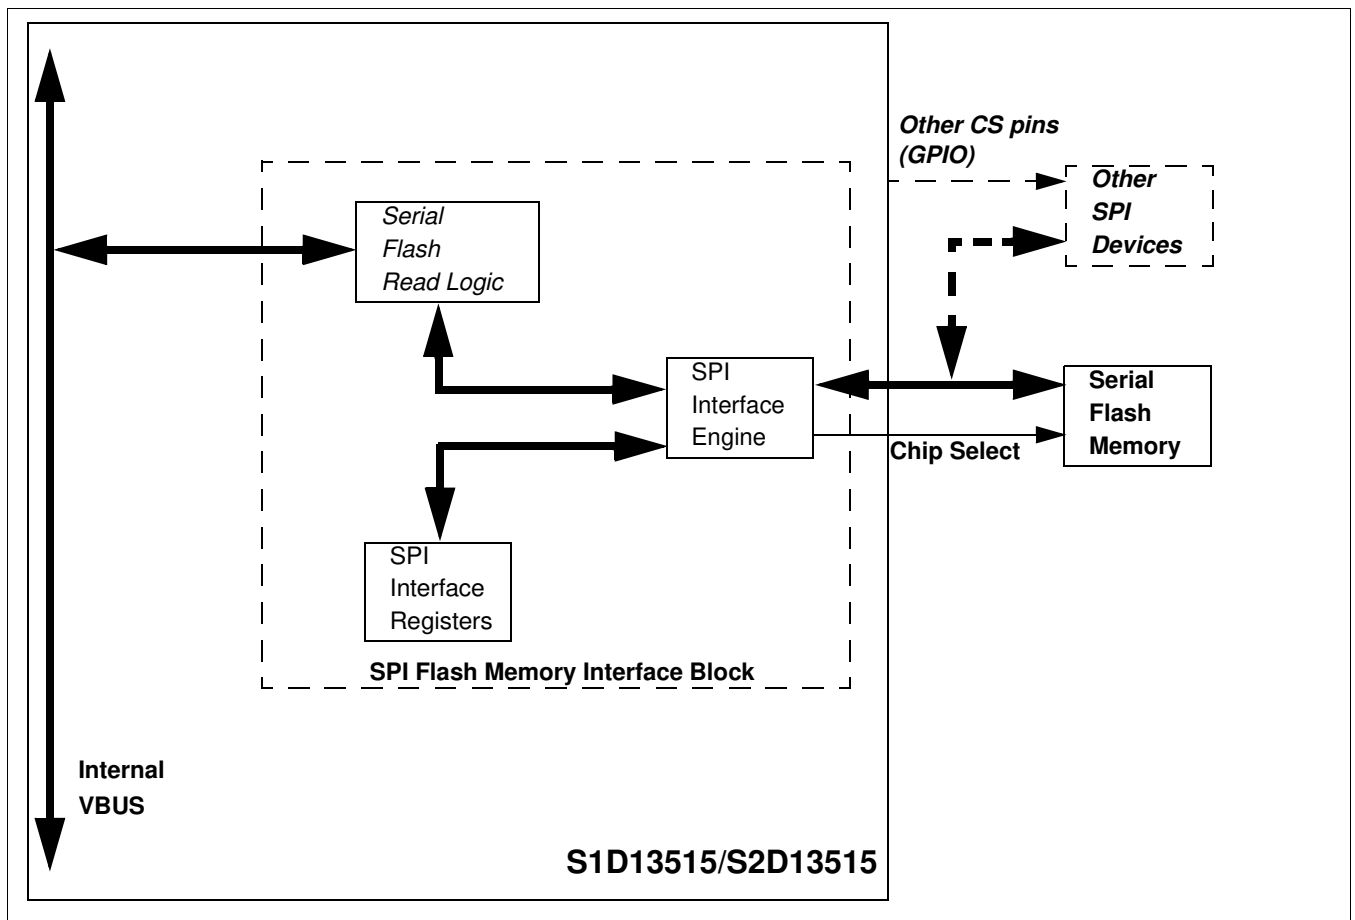 Other CS pins
(GPIO)
Other
SPI
Devices
Serial
Flash
Read Logic
SPI
Interface
Engine
Serial
Flash
Memory
Chip Select
SPI
Interface
Registers
SPI Flash Memory Interface Block
Internal
VBUS
S1D13515/S2D13515